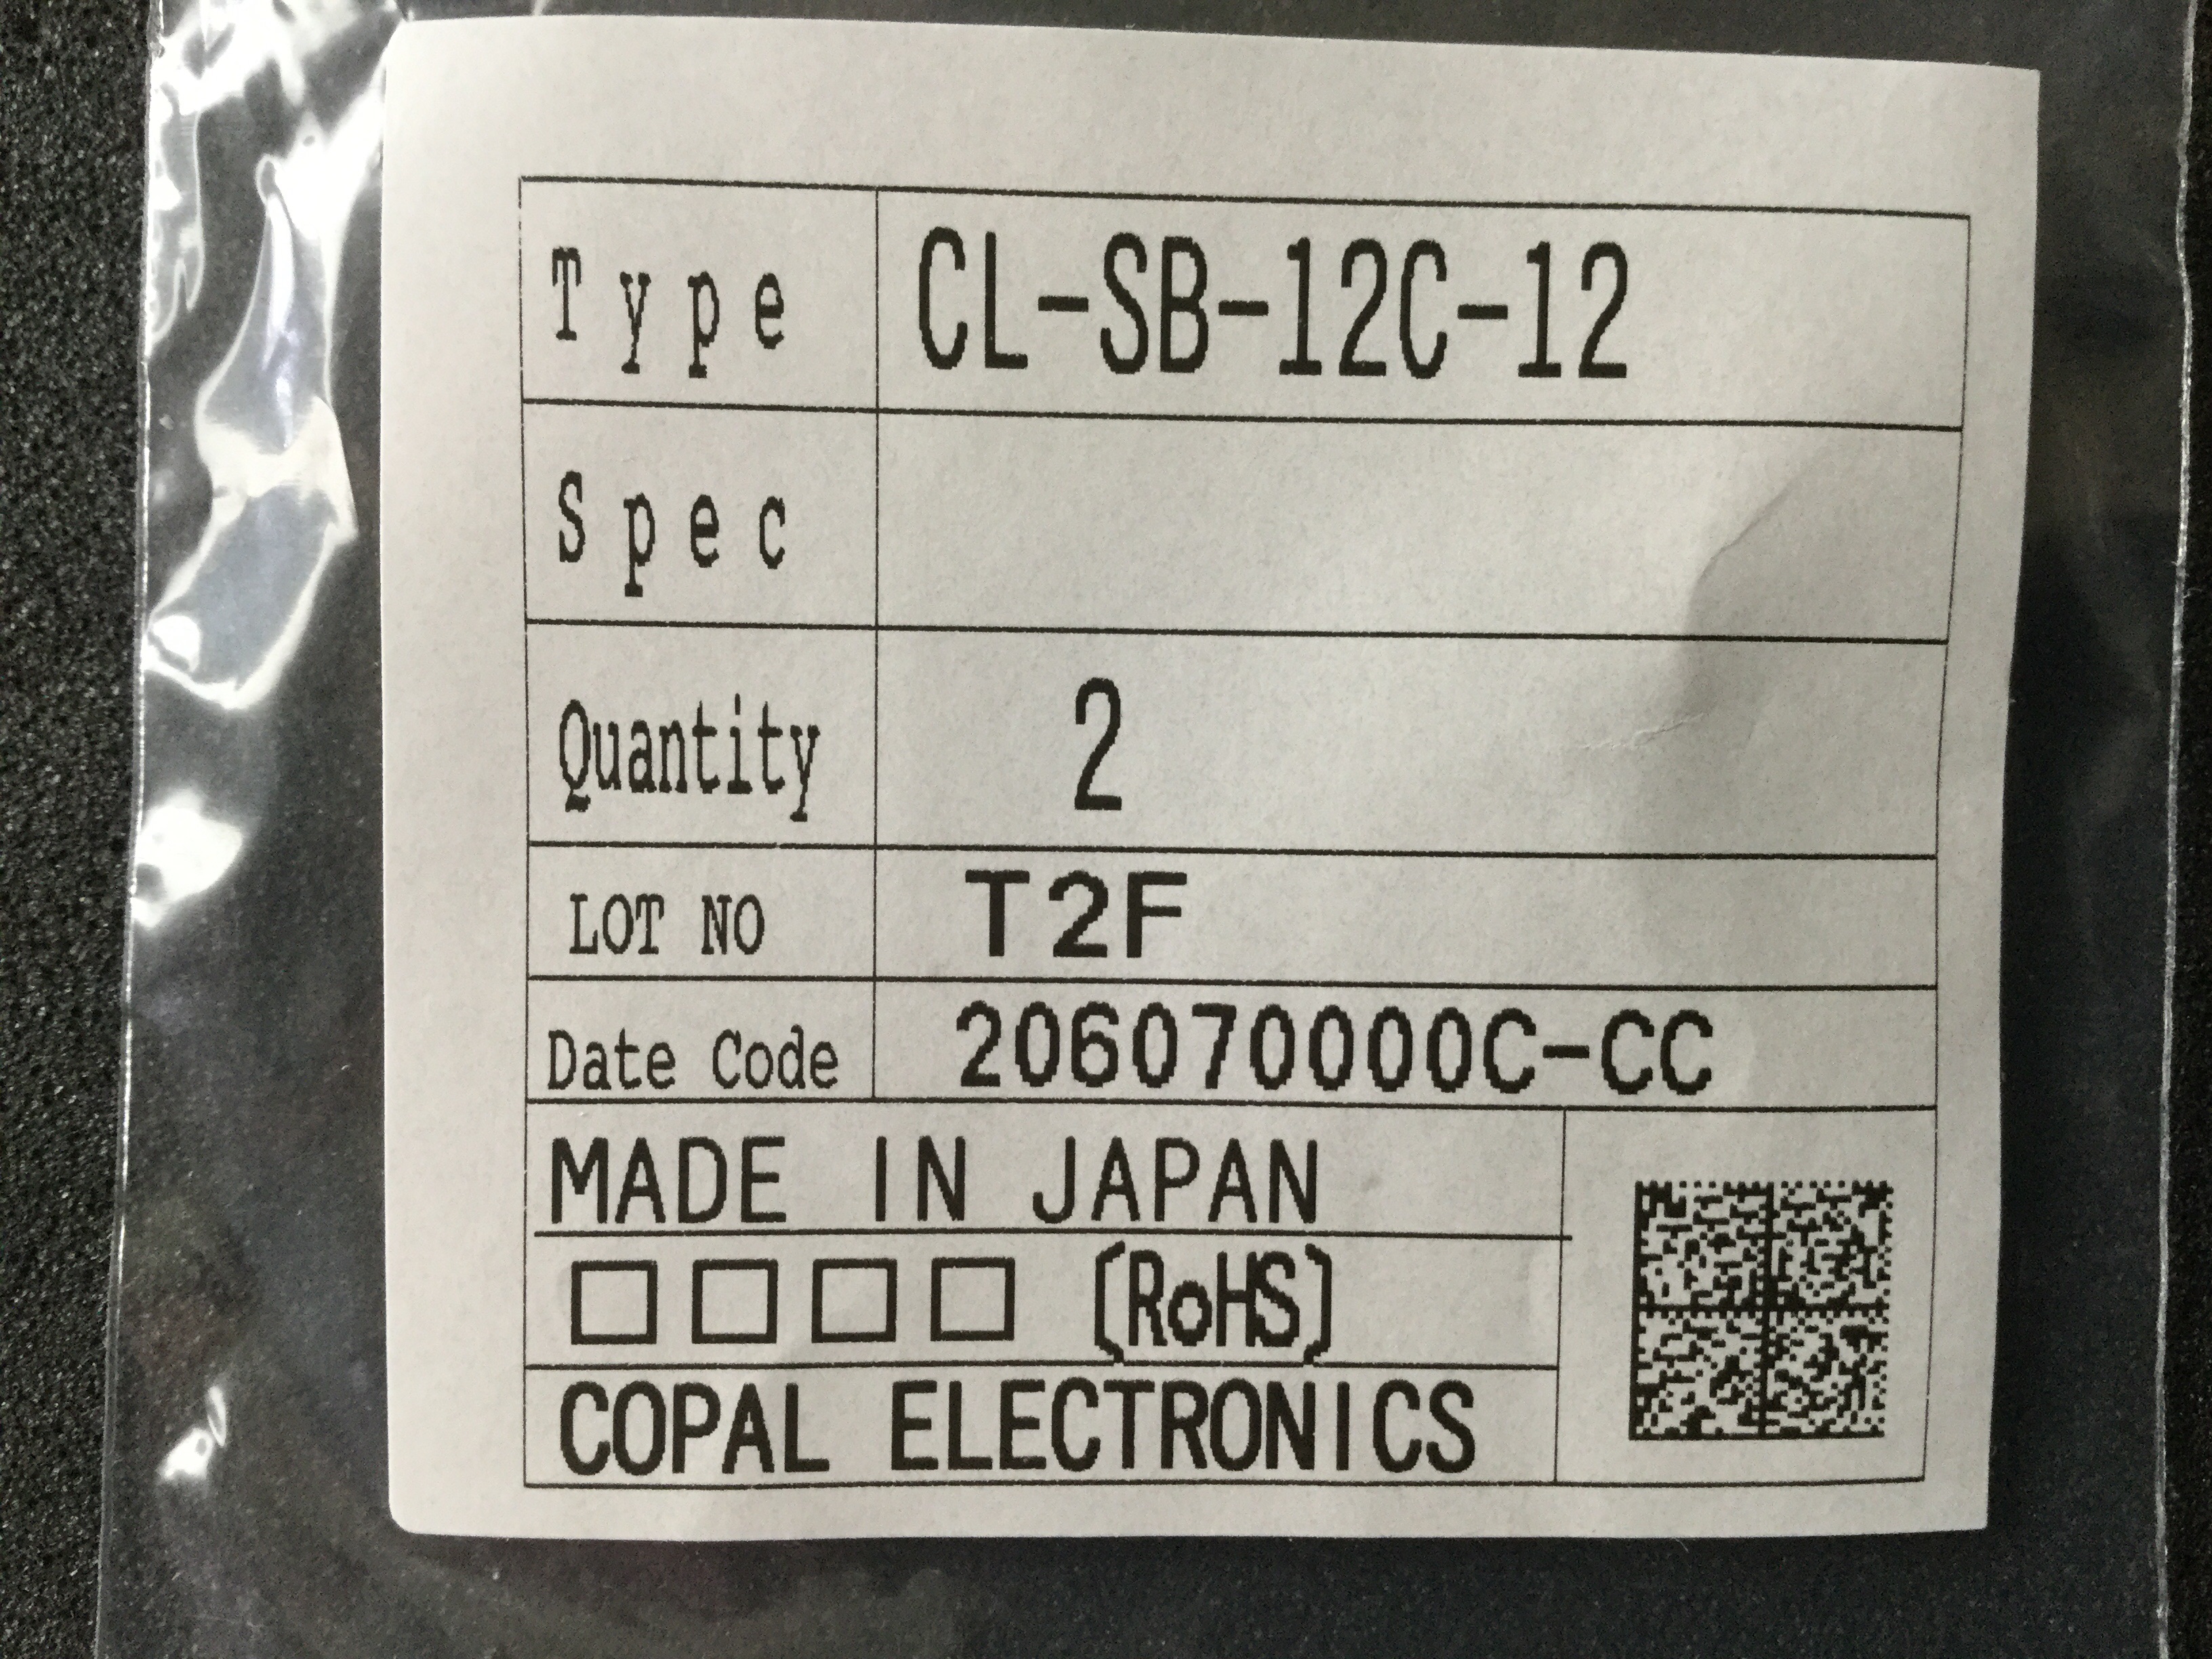 Type CL-SB-12C-12
Spec
Quantity 2
LOT NO T2F
Date Code 206070000C-CC
MADE IN JAPAN
□□□□ (RoHS)
COPAL ELECTRONICS